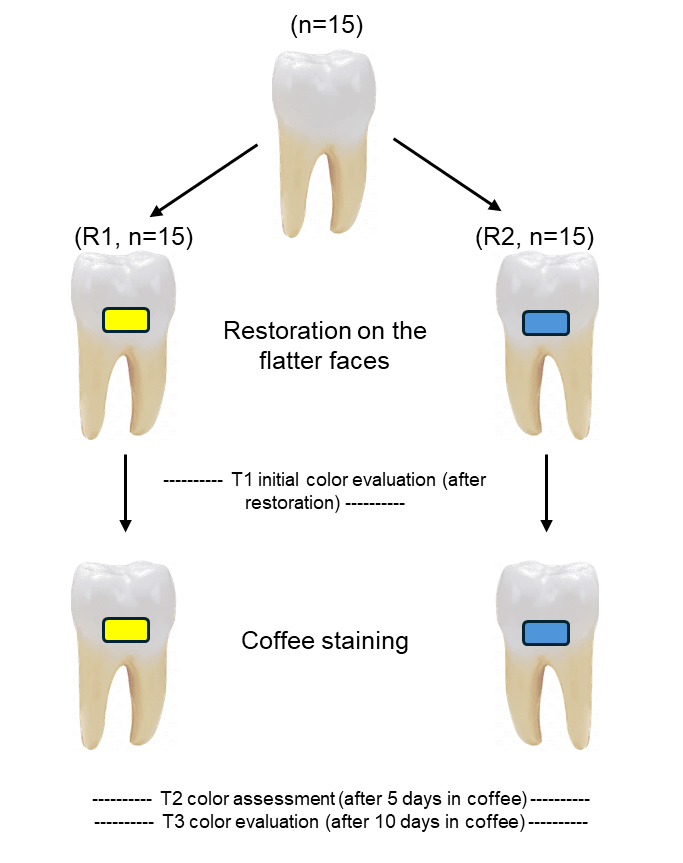 (n=15)
(R1, n=15)
(R2, n=15)
Restoration on the
flatter faces
---------- T1 initial color evaluation (after
restoration) ----------
Coffee staining
---------- T2 color assessment (after 5 days in coffee) ----------
---------- T3 color evaluation (after 10 days in coffee) ----------